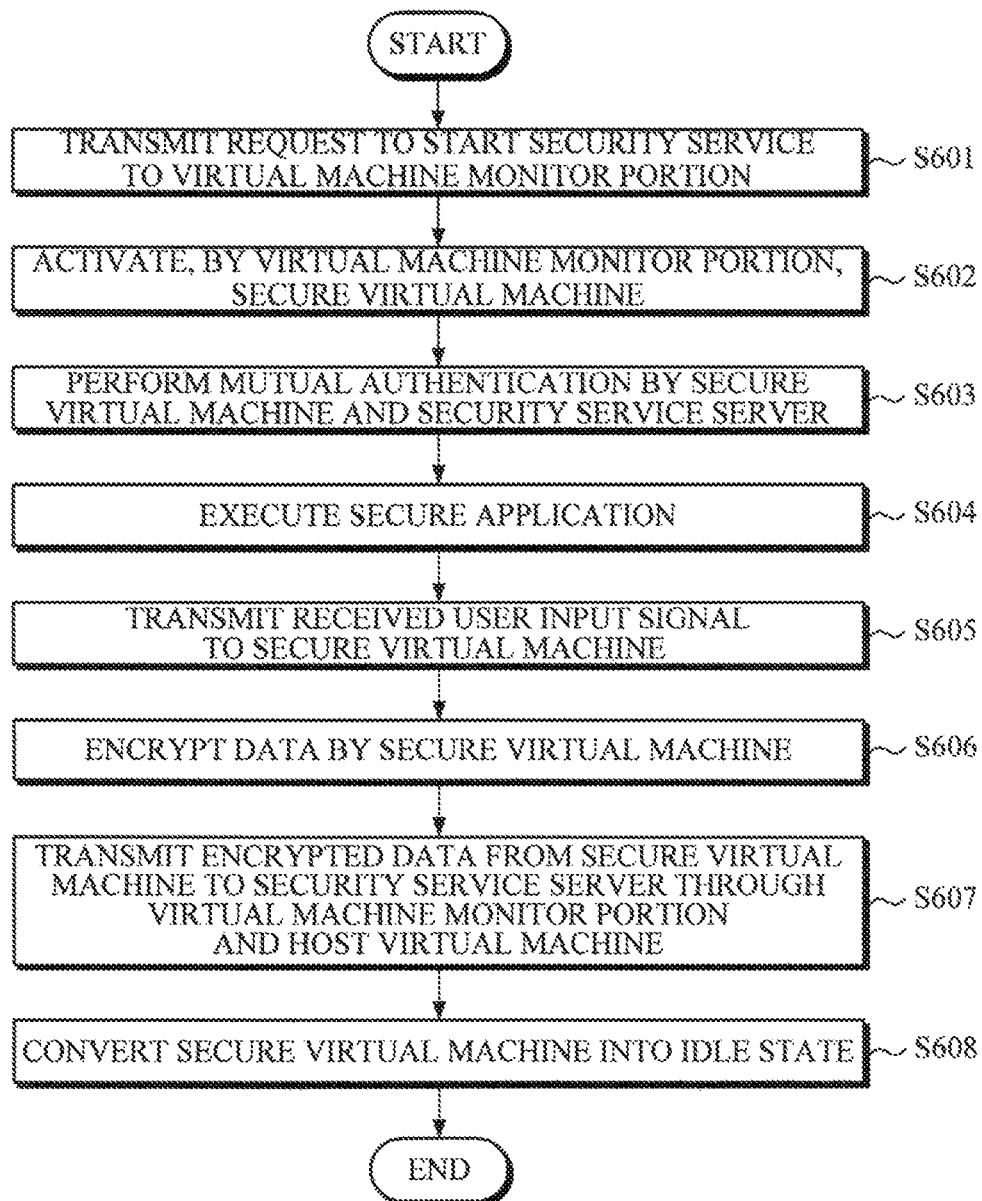 START
TRANSMIT REQUEST TO START SECURITY SERVICE
TO VIRTUAL MACHINE MONITOR PORTION
S601
ACTIVATE, BY VIRTUAL MACHINE MONITOR PORTION,
SECURE VIRTUAL MACHINE
S602
PERFORM MUTUAL AUTHENTICATION BY SECURE
VIRTUAL MACHINE AND SECURITY SERVICE SERVER
S603
EXECUTE SECURE APPLICATION
S604
TRANSMIT RECEIVED USER INPUT SIGNAL
TO SECURE VIRTUAL MACHINE
S605
ENCRYPT DATA BY SECURE VIRTUAL MACHINE
S606
TRANSMIT ENCRYPTED DATA FROM SECURE VIRTUAL
MACHINE TO SECURITY SERVICE SERVER THROUGH
VIRTUAL MACHINE MONITOR PORTION
AND HOST VIRTUAL MACHINE
S607
CONVERT SECURE VIRTUAL MACHINE INTO IDLE STATE
S608
END